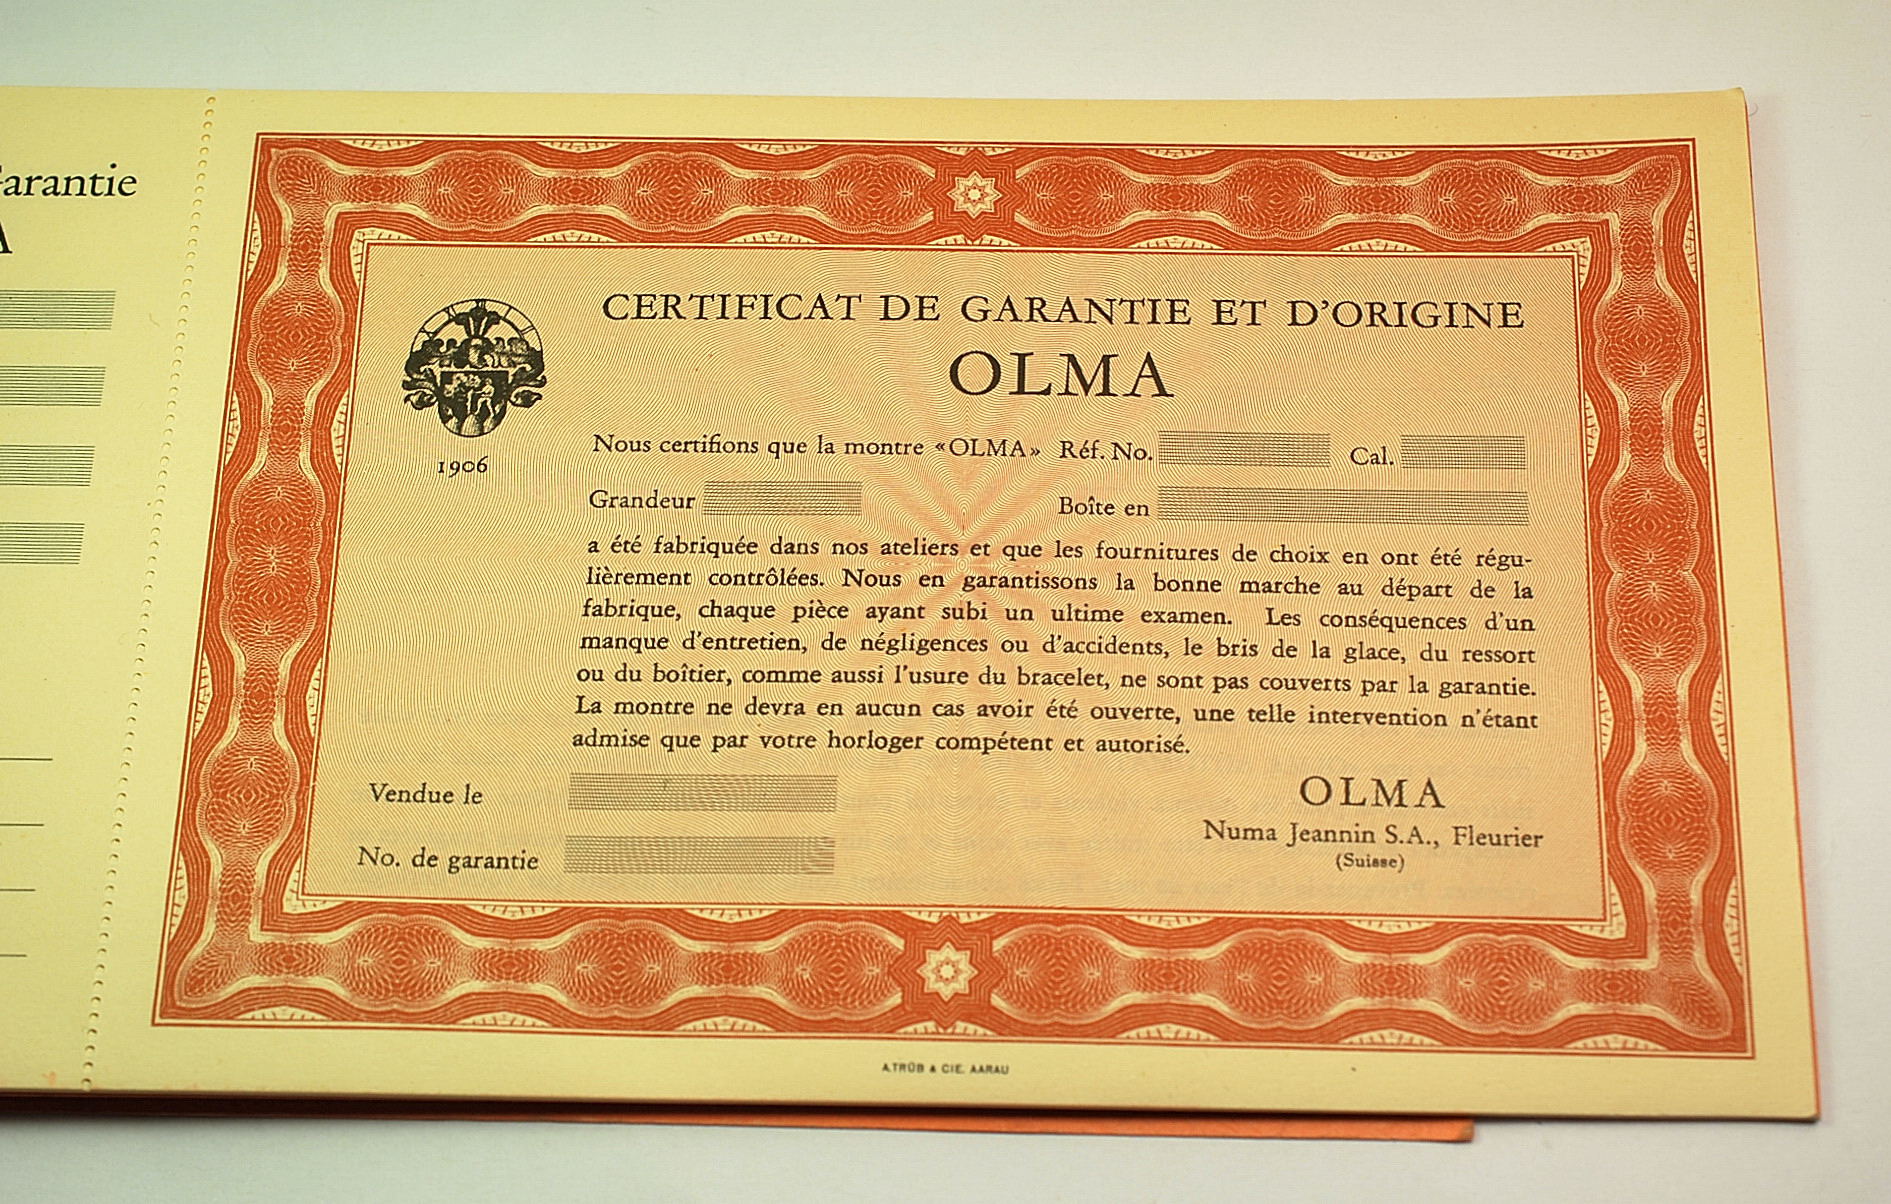 arantie
A
CERTIFICAT DE GARANTIE ET D'ORIGINE
OLMA
1906
Nous certifions que la montre «OLMA» Réf. No. Cal.
Grandeur Boîte en
a été fabriquée dans nos ateliers et que les fournitures de choix en ont été régu-
lièrement contrôlées. Nous en garantissons la bonne marche au départ de la
fabrique, chaque pièce ayant subi un ultime examen. Les conséquences d'un
manque d'entretien, de négligences ou d'accidents, le bris de la glace, du ressort
ou du boîtier, comme aussi l'usure du bracelet, ne sont pas couverts par la garantie.
La montre ne devra en aucun cas avoir été ouverte, une telle intervention n'étant
admise que par votre horloger compétent et autorisé.
Vendue le
No. de garantie
OLMA
Numa Jeannin S.A., Fleurier
(Suisse)
A. TRÜB & CIE. AARAU